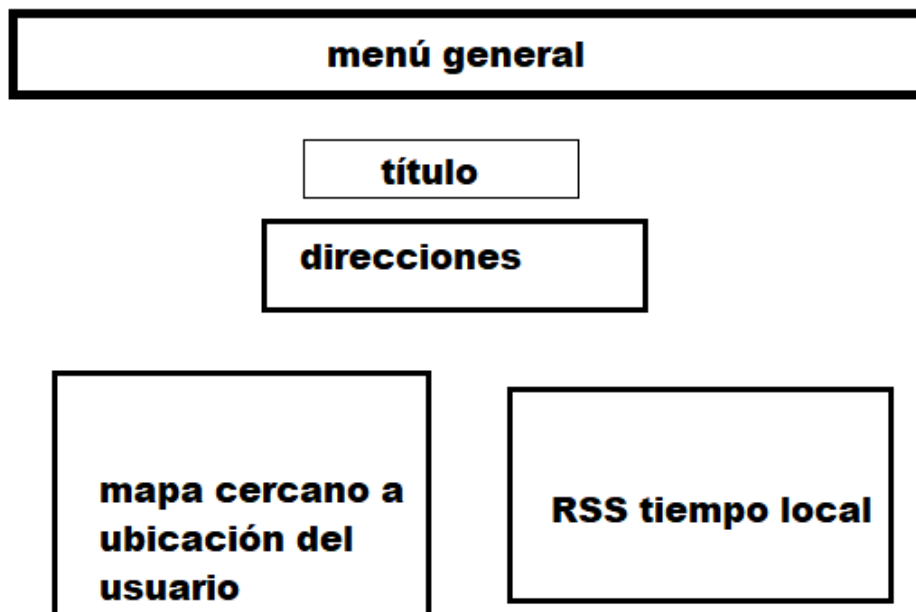 menú general
título
direcciones
mapa cercano a
ubicación del
usuario
RSS tiempo local